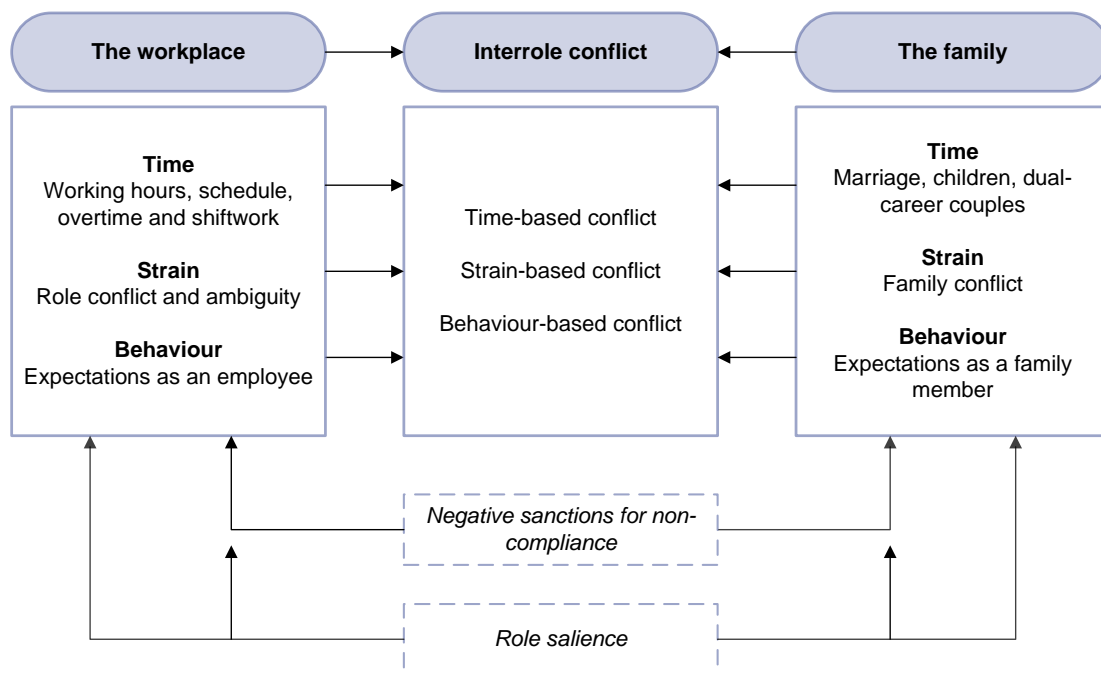 The workplace
Interrole conflict
The family
Time
Working hours, schedule,
overtime and shiftwork
Strain
Role conflict and ambiguity
Behaviour
Expectations as an employee
Time-based conflict
Strain-based conflict
Behaviour-based conflict
Time
Marriage, children, dual-
career couples
Strain
Family conflict
Behaviour
Expectations as a family
member
Negative sanctions for non-
compliance
Role salience